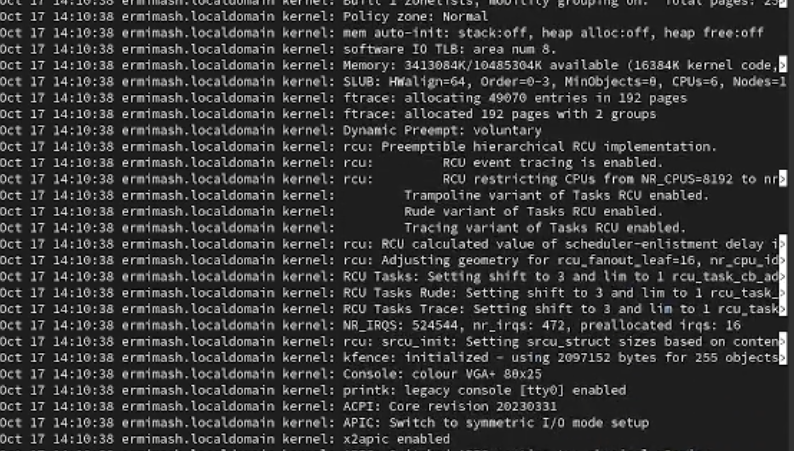 Oct 17 14:10:38 ermimash.localdomain kernel: Built 1 zonelists, mobility grouping on. Total pages:
Oct 17 14:10:38 ermimash.localdomain kernel: Policy zone: Normal
Oct 17 14:10:38 ermimash.localdomain kernel: mem auto-init: stack:off, heap alloc:off, heap free:off
Oct 17 14:10:38 ermimash.localdomain kernel: software IO TLB: area num 8.
Oct 17 14:10:38 ermimash.localdomain kernel: Memory: 3413084K/10485304K available (16384K kernel code,>
Oct 17 14:10:38 ermimash.localdomain kernel: SLUB: HWalign=64, Order=0-3, MinObjects=0, CPUs=6, Nodes=1
Oct 17 14:10:38 ermimash.localdomain kernel: ftrace: allocating 49070 entries in 192 pages
Oct 17 14:10:38 ermimash.localdomain kernel: ftrace: allocated 192 pages with 2 groups
Oct 17 14:10:38 ermimash.localdomain kernel: Dynamic Preempt: voluntary
Oct 17 14:10:38 ermimash.localdomain kernel: rcu: Preemptible hierarchical RCU implementation.
Oct 17 14:10:38 ermimash.localdomain kernel: rcu: RCU event tracing is enabled.
Oct 17 14:10:38 ermimash.localdomain kernel: rcu: RCU restricting CPUs from NR_CPUS=8192 to nr>
Oct 17 14:10:38 ermimash.localdomain kernel: Trampoline variant of Tasks RCU enabled.
Oct 17 14:10:38 ermimash.localdomain kernel: Rude variant of Tasks RCU enabled.
Oct 17 14:10:38 ermimash.localdomain kernel: Tracing variant of Tasks RCU enabled.
Oct 17 14:10:38 ermimash.localdomain kernel: rcu: RCU calculated value of scheduler-enlistment delay i>
Oct 17 14:10:38 ermimash.localdomain kernel: rcu: Adjusting geometry for rcu_fanout_leaf=16, nr_cpu_id>
Oct 17 14:10:38 ermimash.localdomain kernel: RCU Tasks: Setting shift to 3 and lim to 1 rcu_task_cb_ad>
Oct 17 14:10:38 ermimash.localdomain kernel: RCU Tasks Rude: Setting shift to 3 and lim to 1 rcu_task_>
Oct 17 14:10:38 ermimash.localdomain kernel: RCU Tasks Trace: Setting shift to 3 and lim to 1 rcu_task>
Oct 17 14:10:38 ermimash.localdomain kernel: NR_IRQS: 524544, nr_irqs: 472, preallocated irqs: 16
Oct 17 14:10:38 ermimash.localdomain kernel: rcu: srcu_init: Setting srcu_struct sizes based on conten>
Oct 17 14:10:38 ermimash.localdomain kernel: kfence: initialized - using 2097152 bytes for 255 objects>
Oct 17 14:10:38 ermimash.localdomain kernel: Console: colour VGA+ 80x25
Oct 17 14:10:38 ermimash.localdomain kernel: printk: legacy console [tty0] enabled
Oct 17 14:10:38 ermimash.localdomain kernel: ACPI: Core revision 20230331
Oct 17 14:10:38 ermimash.localdomain kernel: APIC: Switch to symmetric I/O mode setup
Oct 17 14:10:38 ermimash.localdomain kernel: x2apic enabled